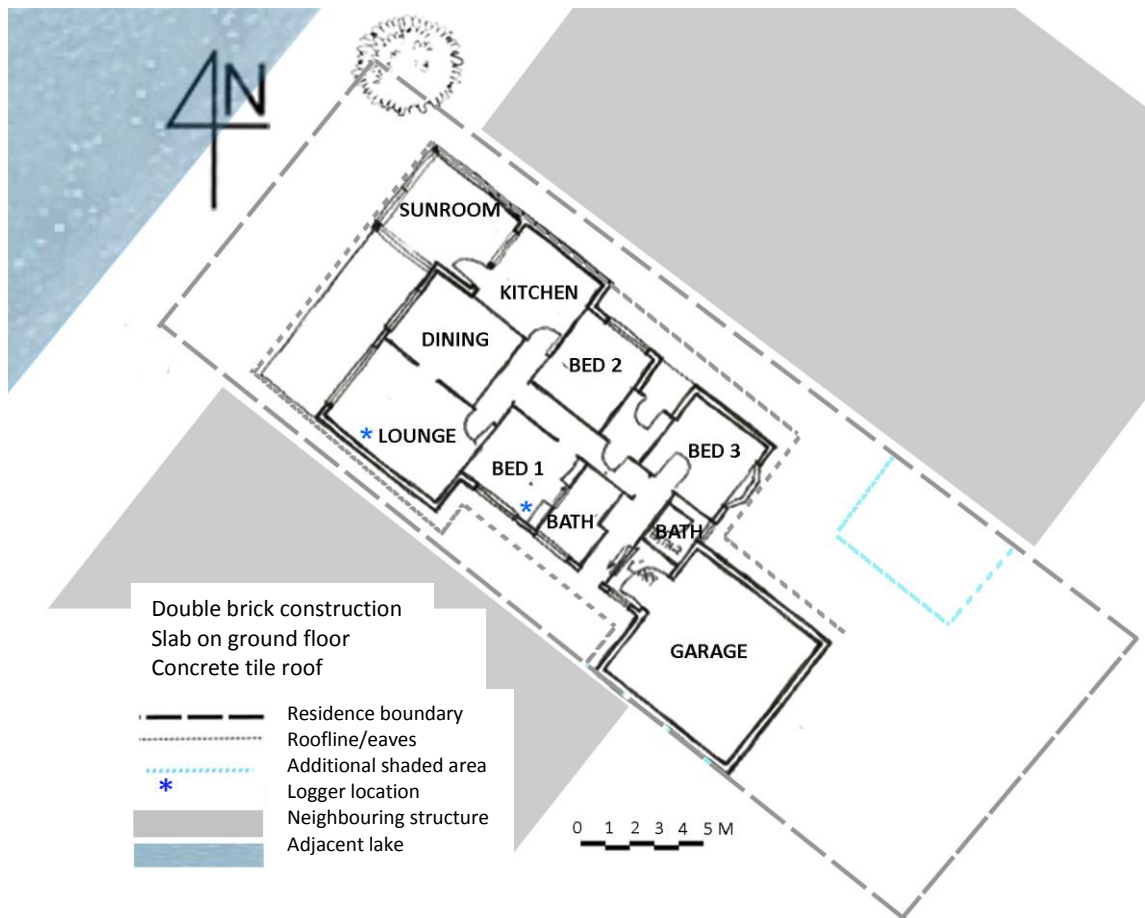 N
SUNROOM
KITCHEN
DINING
BED 2
* LOUNGE
BED 3
BED 1
*
BATH
BATH
GARAGE
Double brick construction
Slab on ground floor
Concrete tile roof
Residence boundary
Roofline/eaves
Additional shaded area
* Logger location
Neighbouring structure
Adjacent lake
0 1 2 3 4 5 M